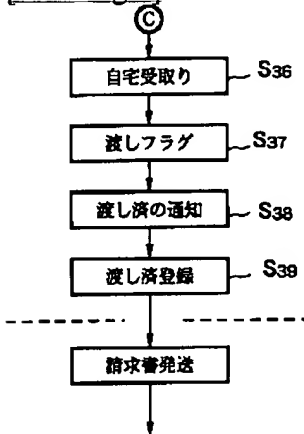 C
自宅受取り S36
渡しフラグ S37
渡し済の通知 S38
渡し済登録 S39
請求書発送